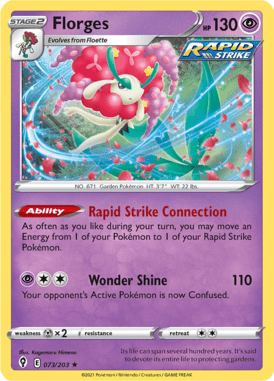 STAGE 2
Florges
HP 130
Evolves from Floette
RAPID STRIKE
NO. 671 Garden Pokémon HT: 3'7" WT: 22 lbs.
Ability Rapid Strike Connection
As often as you like during your turn, you may move an
Energy from 1 of your Pokémon to 1 of your Rapid Strike
Pokémon.
Wonder Shine 110
Your opponent's Active Pokémon is now Confused.
weakness ×2 resistance retreat
Illus. Kagemaru Himeno
E 073/203 ★
Its life can span several hundred years. It's said
to devote its entire life to protecting gardens.
©2021 Pokémon / Nintendo / Creatures / GAME FREAK